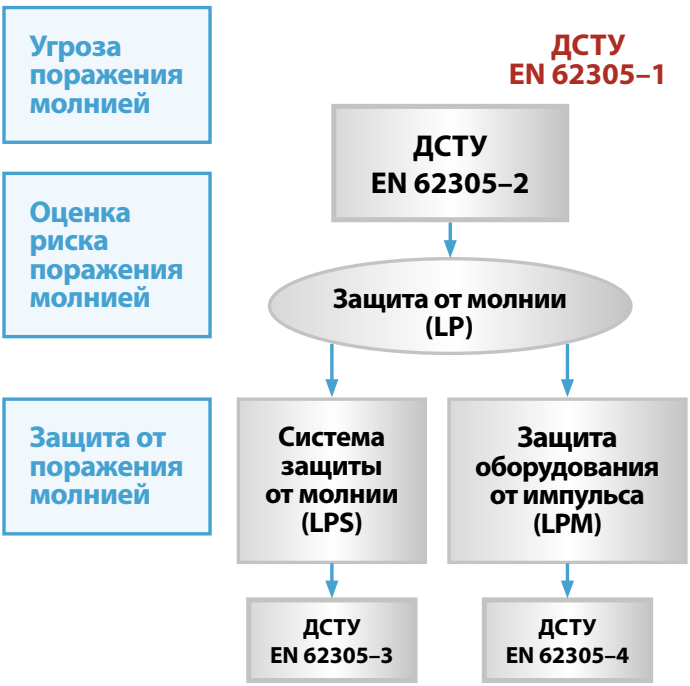 Угроза
поражения
молнией
ДСТУ
EN 62305–1
ДСТУ
EN 62305–2
Оценка
риска
поражения
молнией
Защита от молнии
(LP)
Защита от
поражения
молнией
Система
защиты
от молнии
(LPS)
Защита
оборудования
от импульса
(LPM)
ДСТУ
EN 62305–3
ДСТУ
EN 62305–4